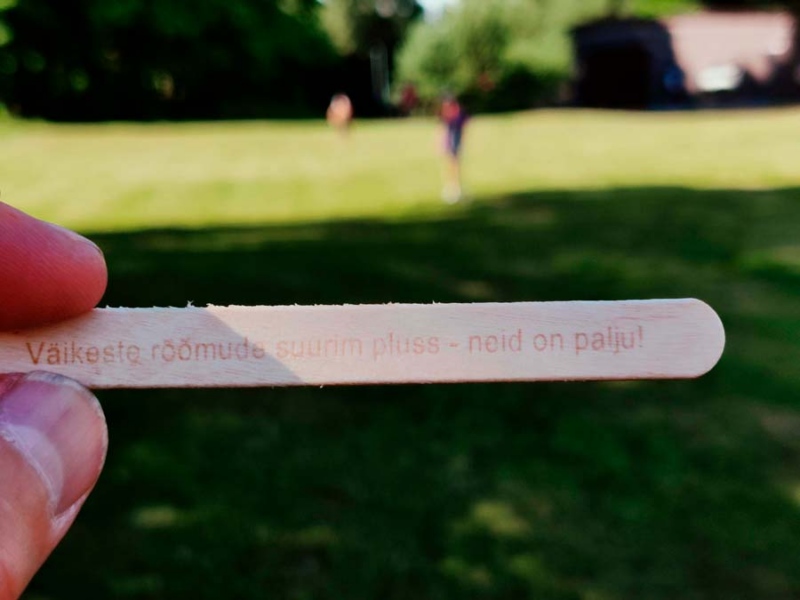 Väikeste rõõmude suurim pluss - neid on palju!